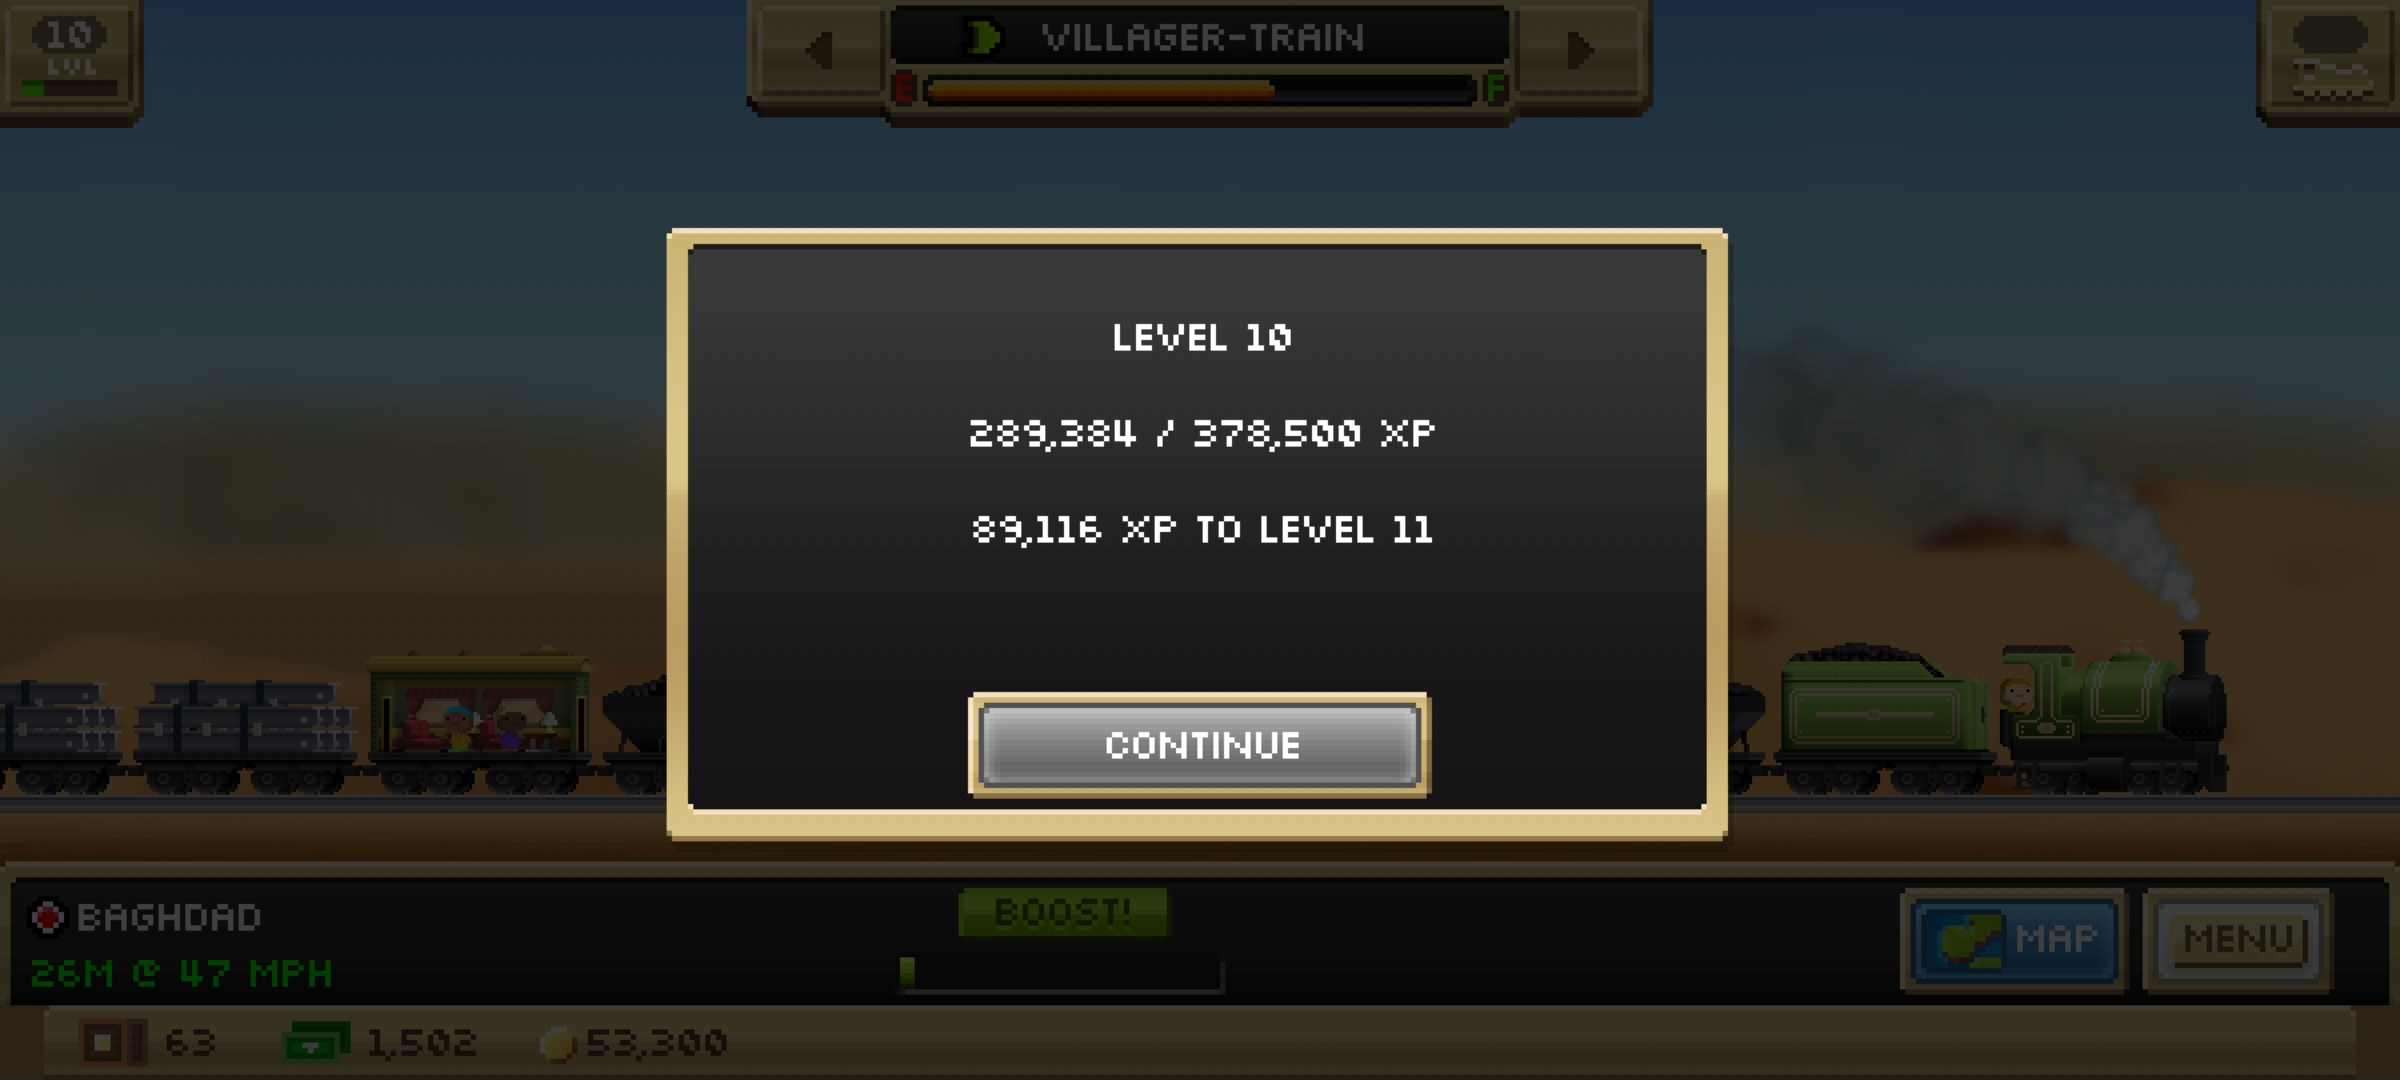 10
LVL
VILLAGER-TRAIN
E F
LEVEL 10
289,384 / 378,500 XP
89,116 XP TO LEVEL 11
CONTINUE
BAGHDAD
26M @ 47 MPH
BOOST!
MAP
MENU
63 1,502 53,300